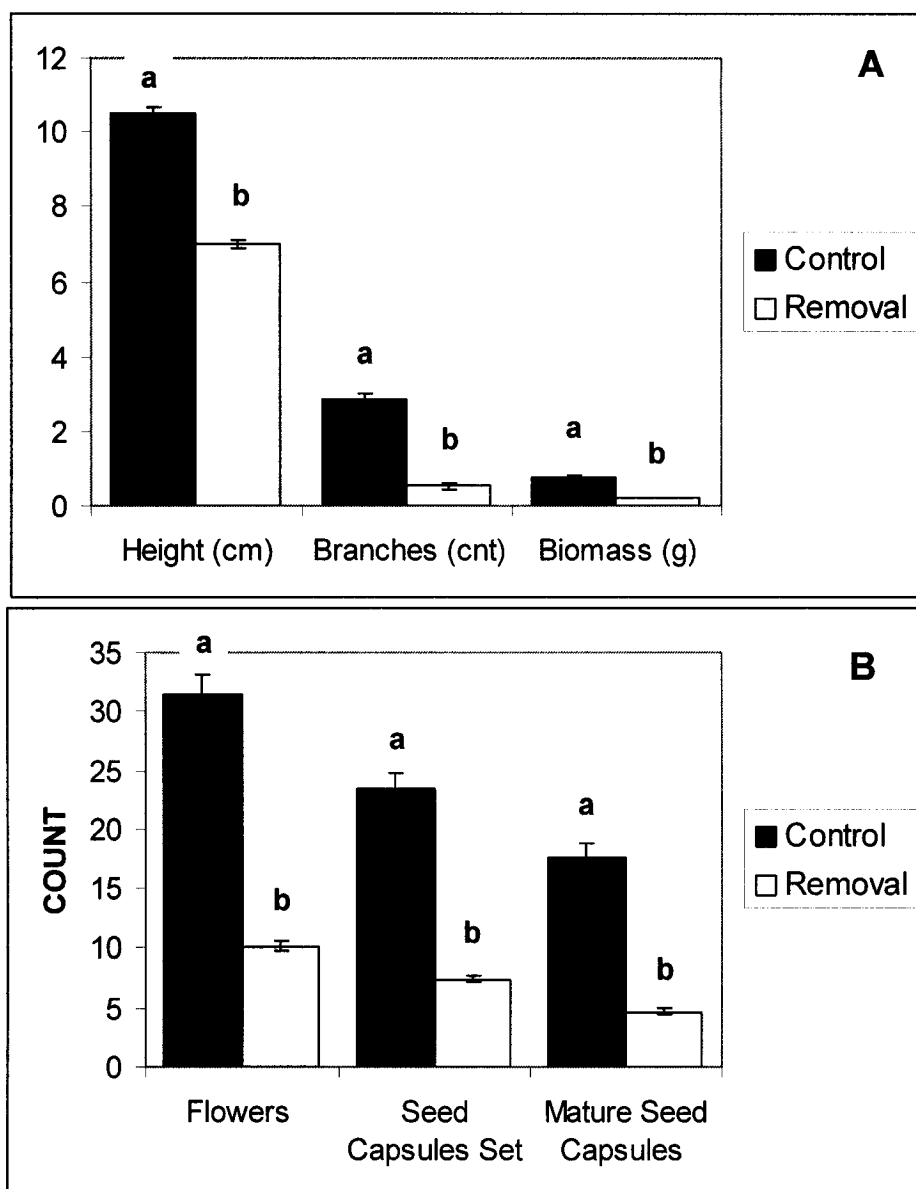 A
12
10
8
6
4
2
0
a
b
a
b
a
b
Height (cm)
Branches (cnt)
Biomass (g)
Control
Removal
B
COUNT
35
30
25
20
15
10
5
0
a
b
a
b
a
b
Flowers
Seed
Capsules Set
Mature Seed
Capsules
Control
Removal